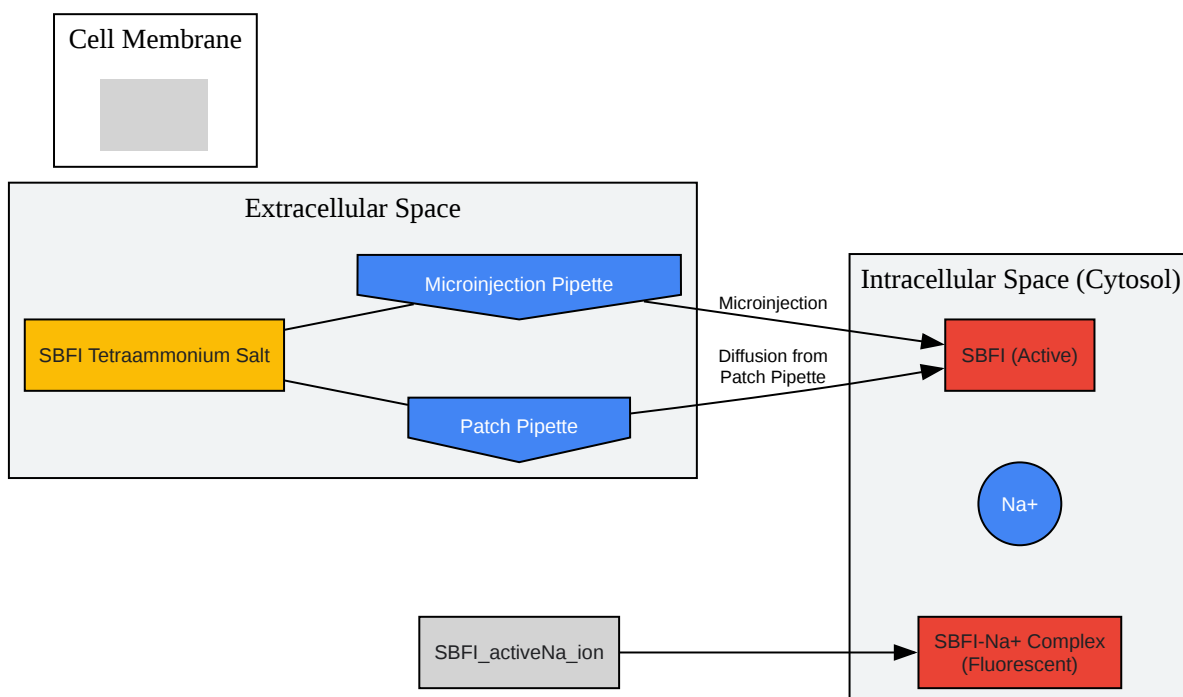 Cell Membrane
Extracellular Space
Microinjection Pipette
SBFI Tetraammonium Salt
Patch Pipette
Microinjection
Diffusion from
Patch Pipette
Intracellular Space (Cytosol)
SBFI (Active)
Na+
SBFI_activeNa_ion
SBFI-Na+ Complex
(Fluorescent)